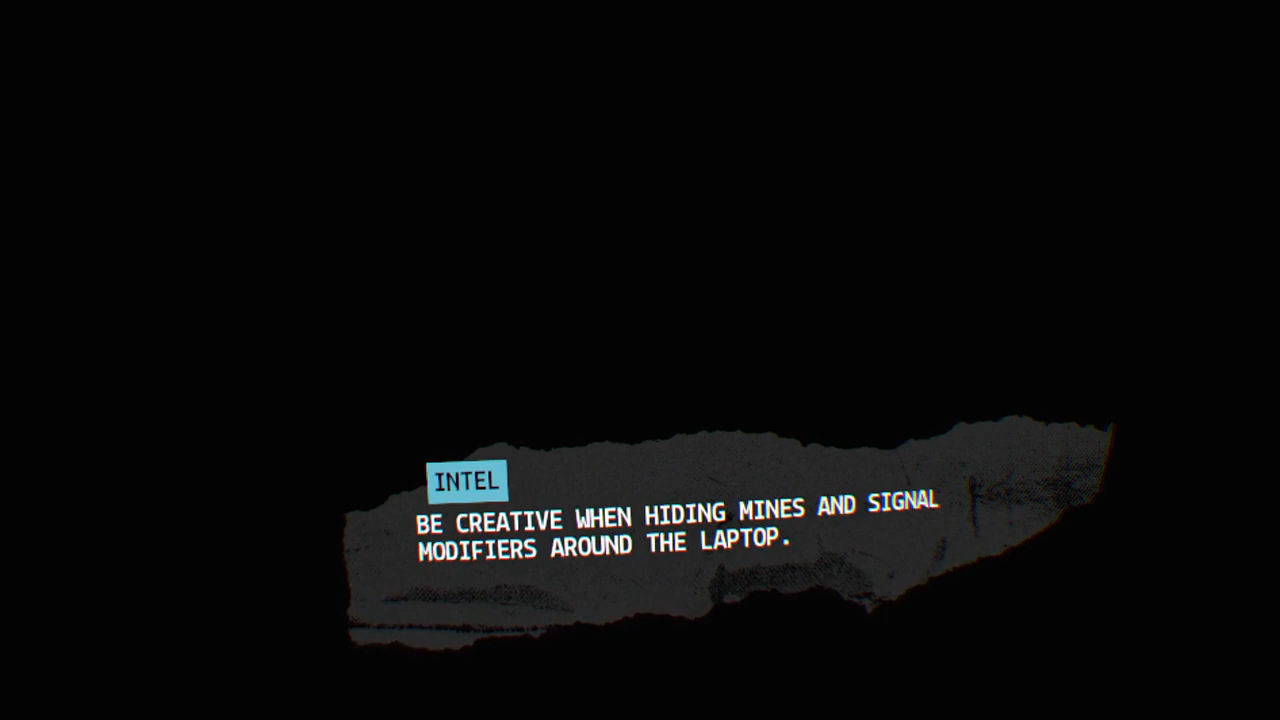 INTEL
BE CREATIVE WHEN HIDING MINES AND SIGNAL
MODIFIERS AROUND THE LAPTOP.